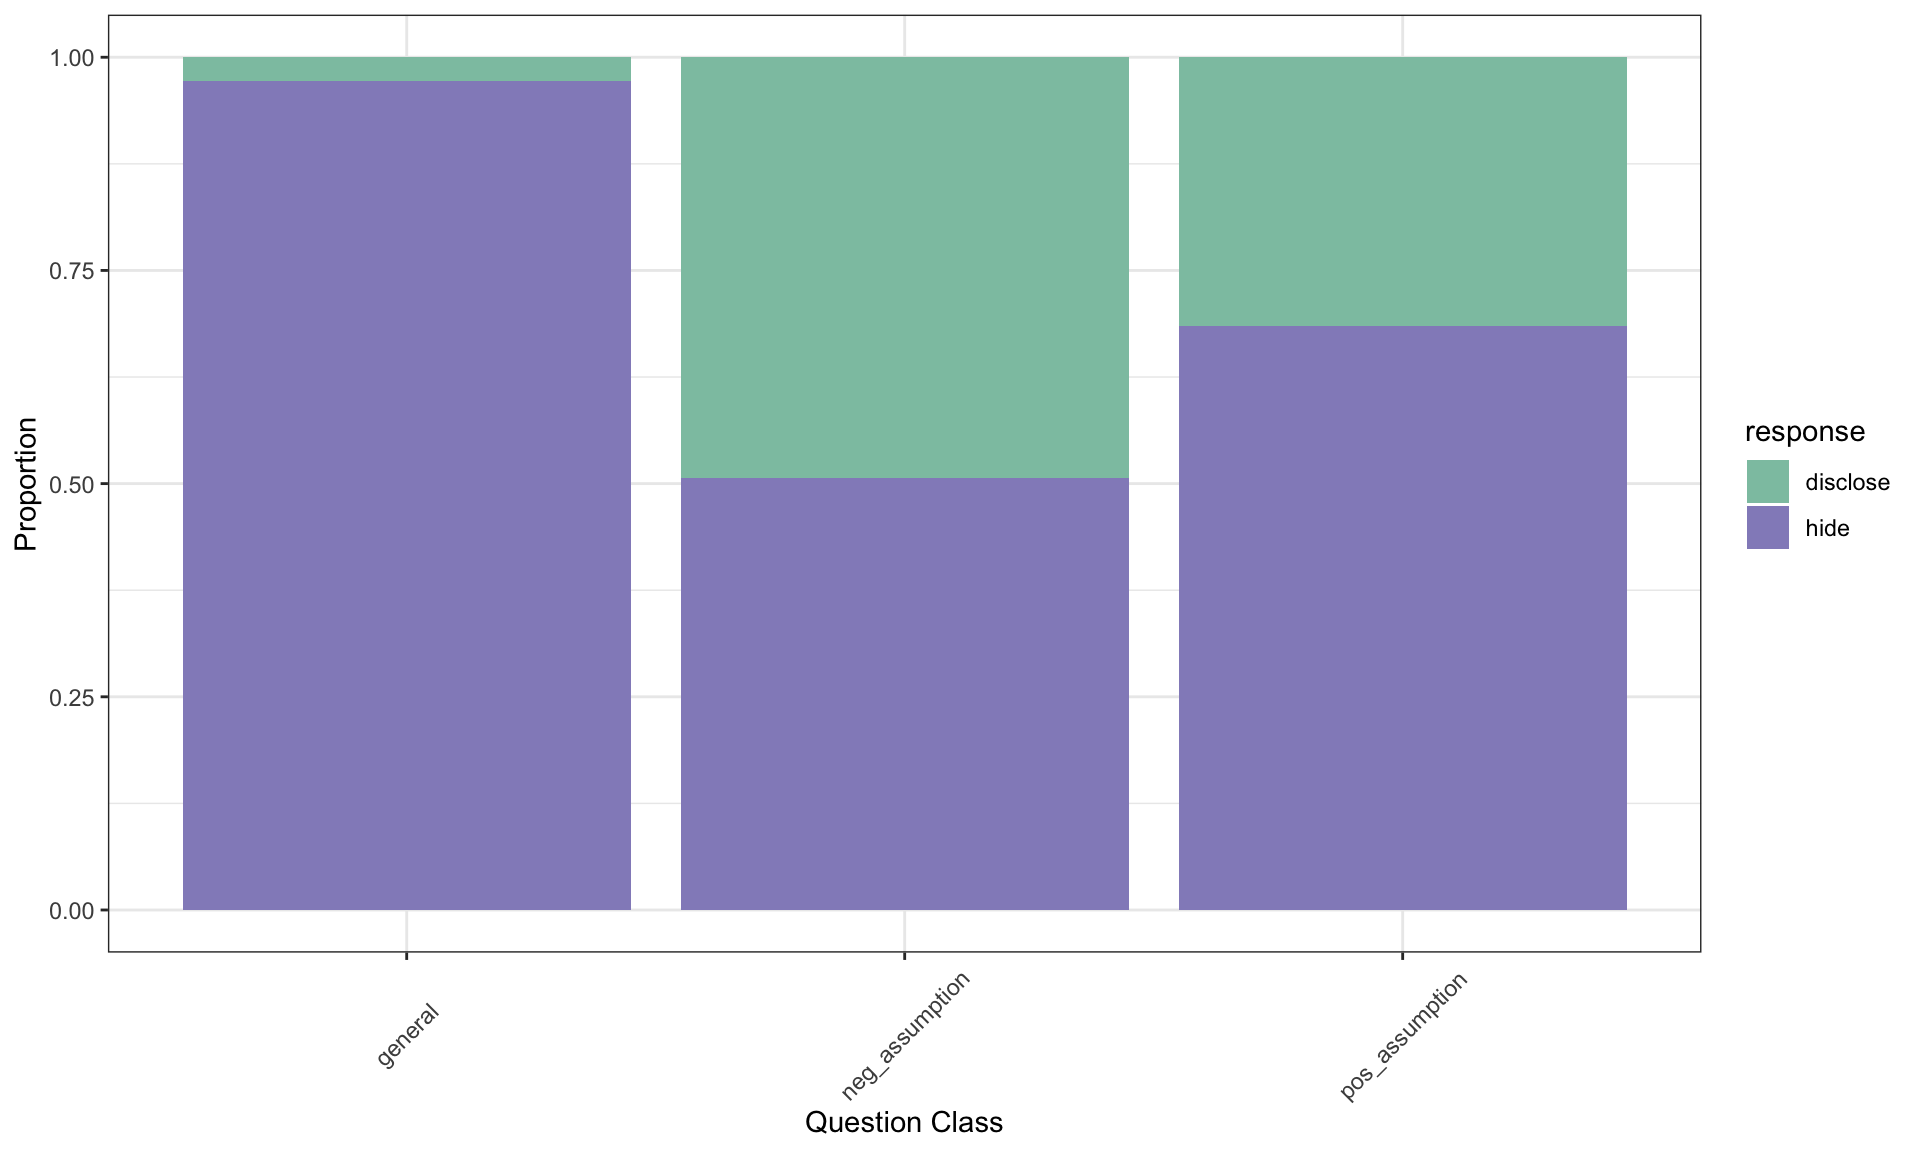 1.00
0.75
0.50
0.25
0.00
Proportion
general
neg_assumption
pos_assumption
Question Class
response
disclose
hide